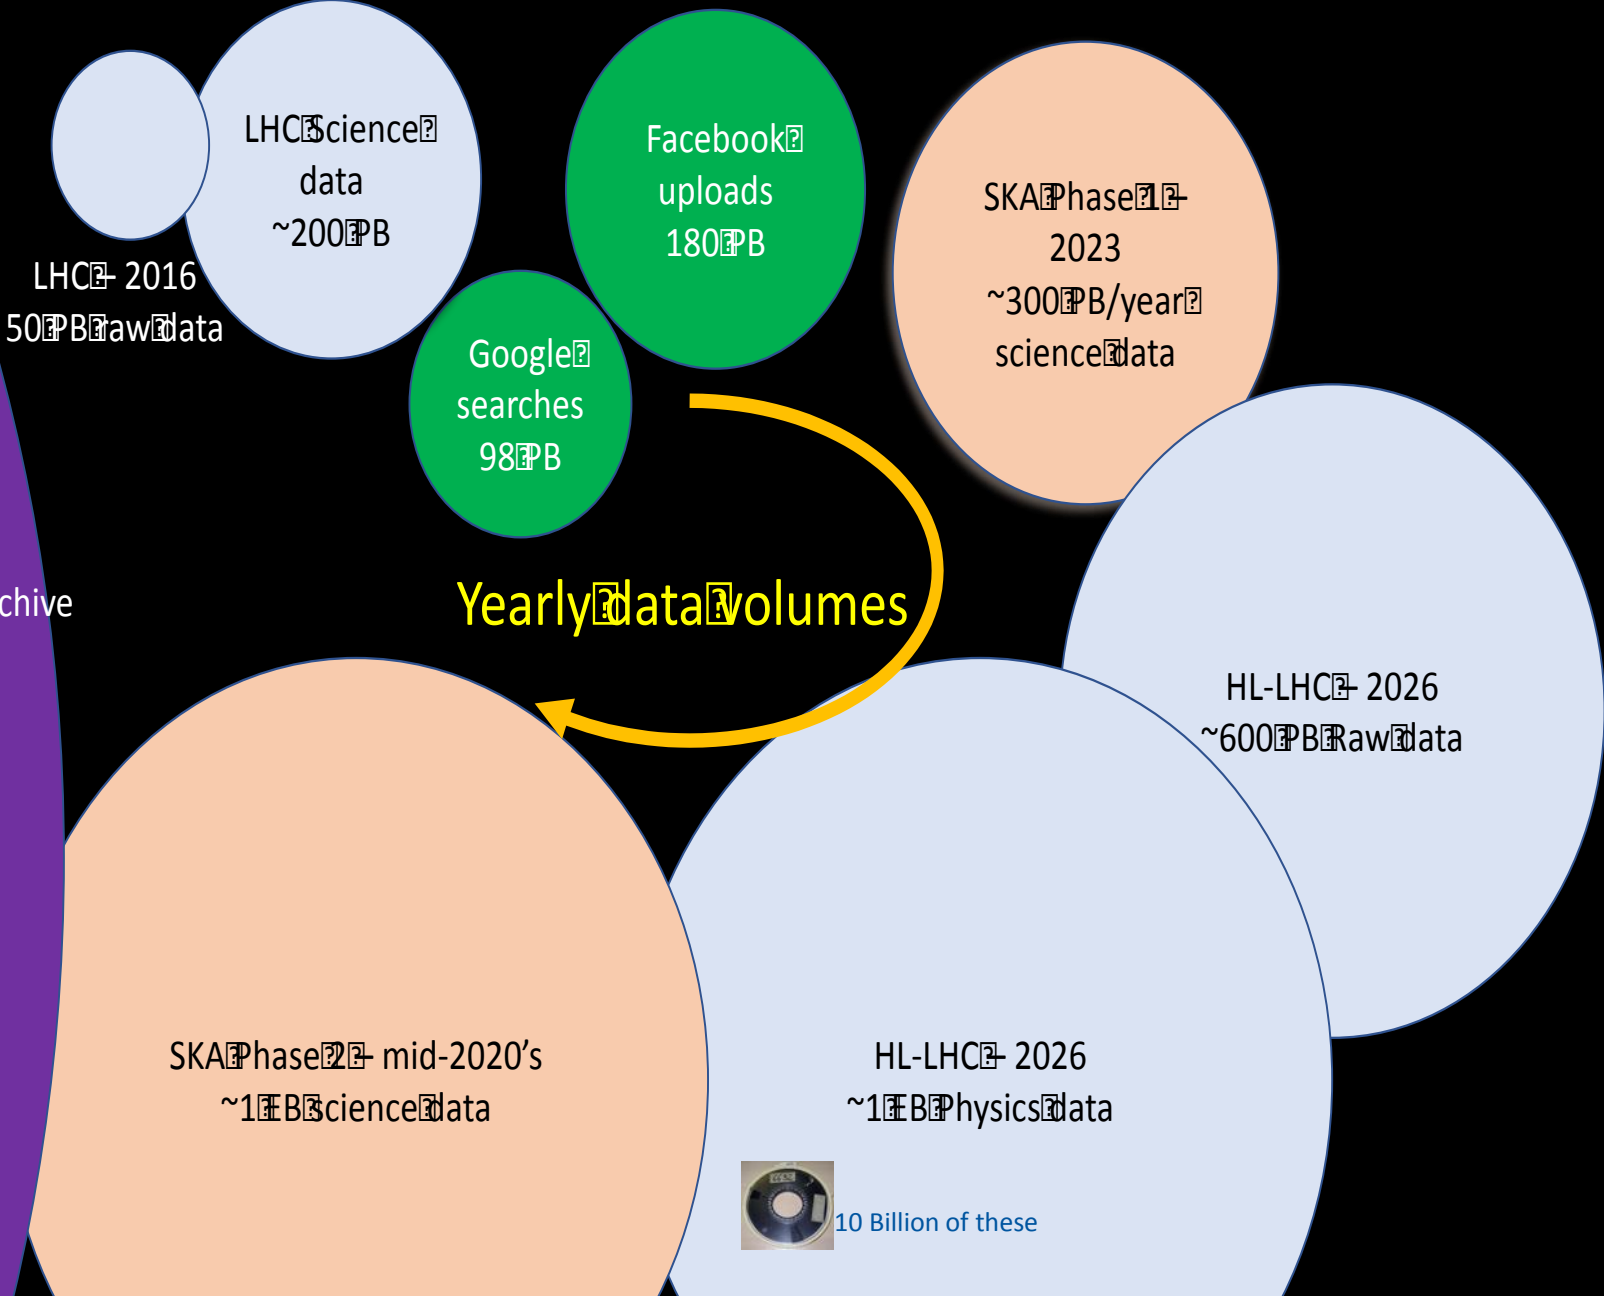 LHC Science
data
~200 PB
Facebook
uploads
180 PB
SKA Phase 1 –
2023
~300 PB/year
science data
LHC – 2016
50 PB raw data
Google
searches
98 PB
chive
Yearly data volumes
HL-LHC – 2026
~600 PB Raw data
SKA Phase 2 – mid-2020's
~1 EB science data
HL-LHC – 2026
~1 EB Physics data
10 Billion of these